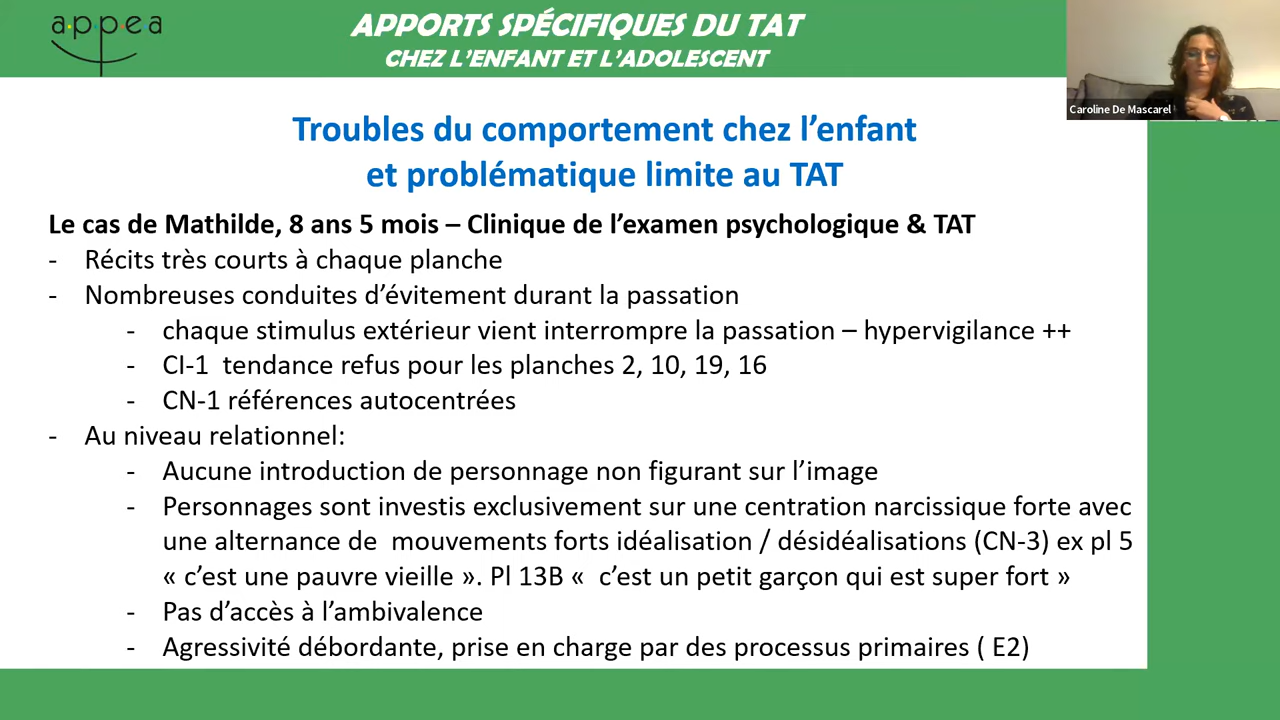 appea
APPORTS SPÉCIFIQUES DU TAT
CHEZ L'ENFANT ET L'ADOLESCENT
Caroline De Mascarel
Troubles du comportement chez l'enfant
et problématique limite au TAT
Le cas de Mathilde, 8 ans 5 mois – Clinique de l'examen psychologique & TAT
- Récits très courts à chaque planche
- Nombreuses conduites d'évitement durant la passation
- chaque stimulus extérieur vient interrompre la passation – hypervigilance ++
- CI-1 tendance refus pour les planches 2, 10, 19, 16
- CN-1 références autocentrées
- Au niveau relationnel:
- Aucune introduction de personnage non figurant sur l'image
- Personnages sont investis exclusivement sur une centration narcissique forte avec
une alternance de mouvements forts idéalisation / désidéalisations (CN-3) ex pl 5
« c'est une pauvre vieille ». Pl 13B « c'est un petit garçon qui est super fort »
- Pas d'accès à l'ambivalence
- Agressivité débordante, prise en charge par des processus primaires ( E2)